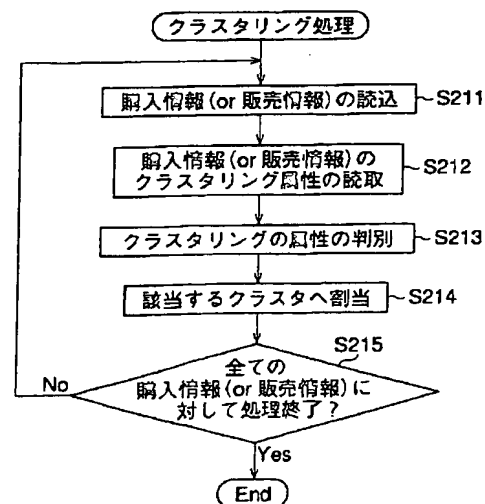 クラスタリング処理
購入情報(or 販売情報)の読込
S211
購入情報(or 販売情報)の
クラスタリング属性の読取
S212
クラスタリングの属性の判別
S213
該当するクラスタへ割当
S214
S215
全ての
購入情報(or 販売情報)に
対して処理終了?
No
Yes
End